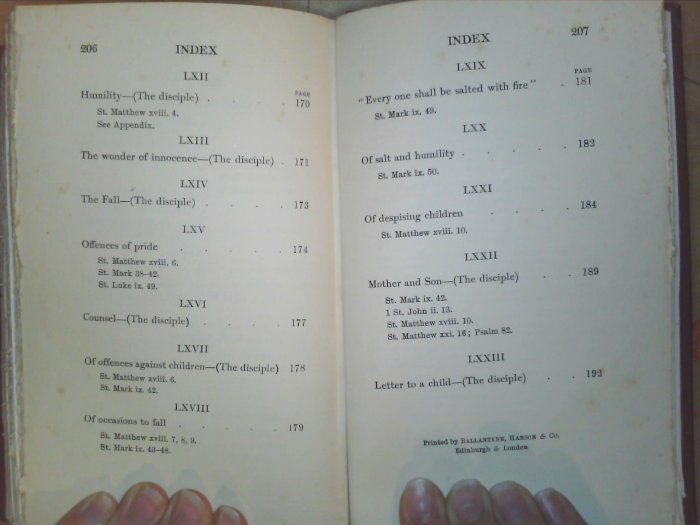 206
INDEX
LXII
PAGE
Humility—(The disciple) . . . 170
St. Matthew xviii. 4.
See Appendix.
LXIII
The wonder of innocence—(The disciple) . 171
LXIV
The Fall—(The disciple) . . . . 173
LXV
Offences of pride . . . . 174
St. Matthew xviii. 6.
St. Mark 38-42.
St. Luke ix. 49.
LXVI
Counsel—(The disciple) . . . . 177
LXVII
Of offences against children—(The disciple) 178
St. Matthew xviii. 6.
St. Mark ix. 42.
LXVIII
Of occasions to fall . . . . 179
St. Matthew xviii. 7, 8, 9.
St. Mark ix. 43-48.
INDEX
207
LXIX
PAGE
"Every one shall be salted with fire" . 181
St. Mark ix. 49.
LXX
Of salt and humility . . . . . 182
St. Mark ix. 50.
LXXI
Of despising children . . . 184
St. Matthew xviii. 10.
LXXII
Mother and Son—(The disciple) . . 189
St. Mark ix. 42.
1 St. John ii. 13.
St. Matthew xviii. 10.
St. Matthew xxi. 16; Psalm 82.
LXXIII
Letter to a child—(The disciple) . . 192
Printed by BALLANTYNE, HANSON & Co.
Edinburgh & London